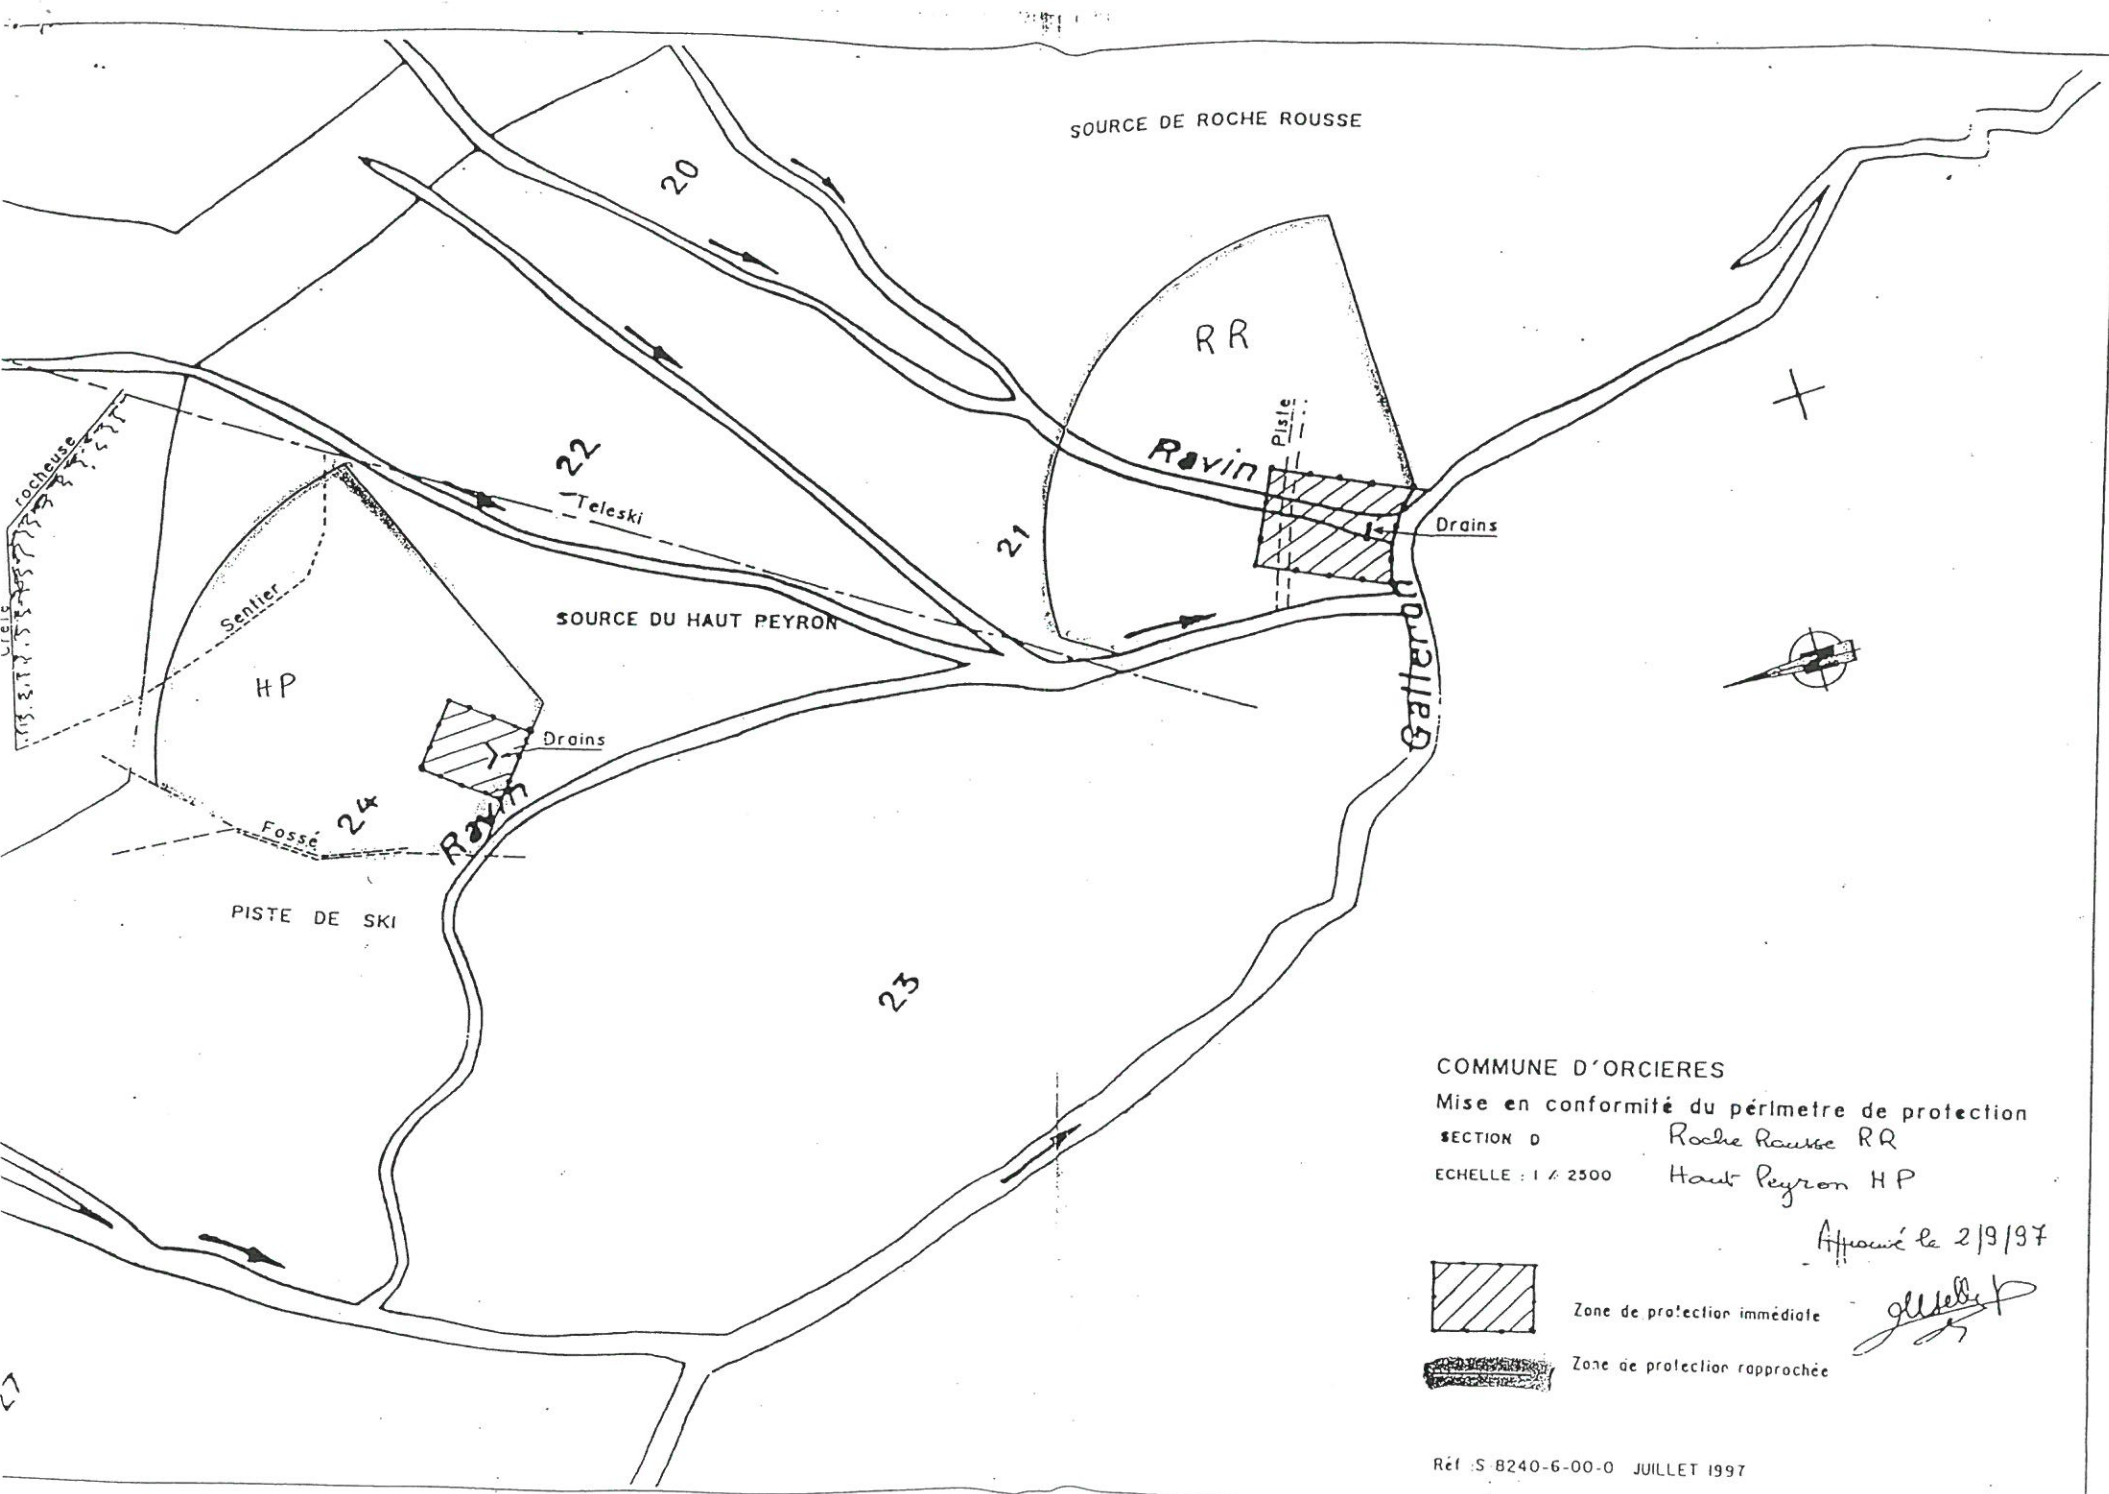 SOURCE DE ROCHE ROUSSE
20
RR
Piste
Ravin
rocheuse
22
Teleski
21
Drains
Sentier
SOURCE DU HAUT PEYRON
HP
Gallerou
Drains
24
Fossé
Ravin
PISTE DE SKI
23
27
COMMUNE D'ORCIERES
Mise en conformité du périmetre de protection
SECTION D Roche Rousse RR
ECHELLE : 1 / 2500 Haut Peyron HP
Approuvé le 2/9/97
Zone de protection immédiate
Zone de protection rapprochée
Réf : S 8240-6-00-0 JUILLET 1997